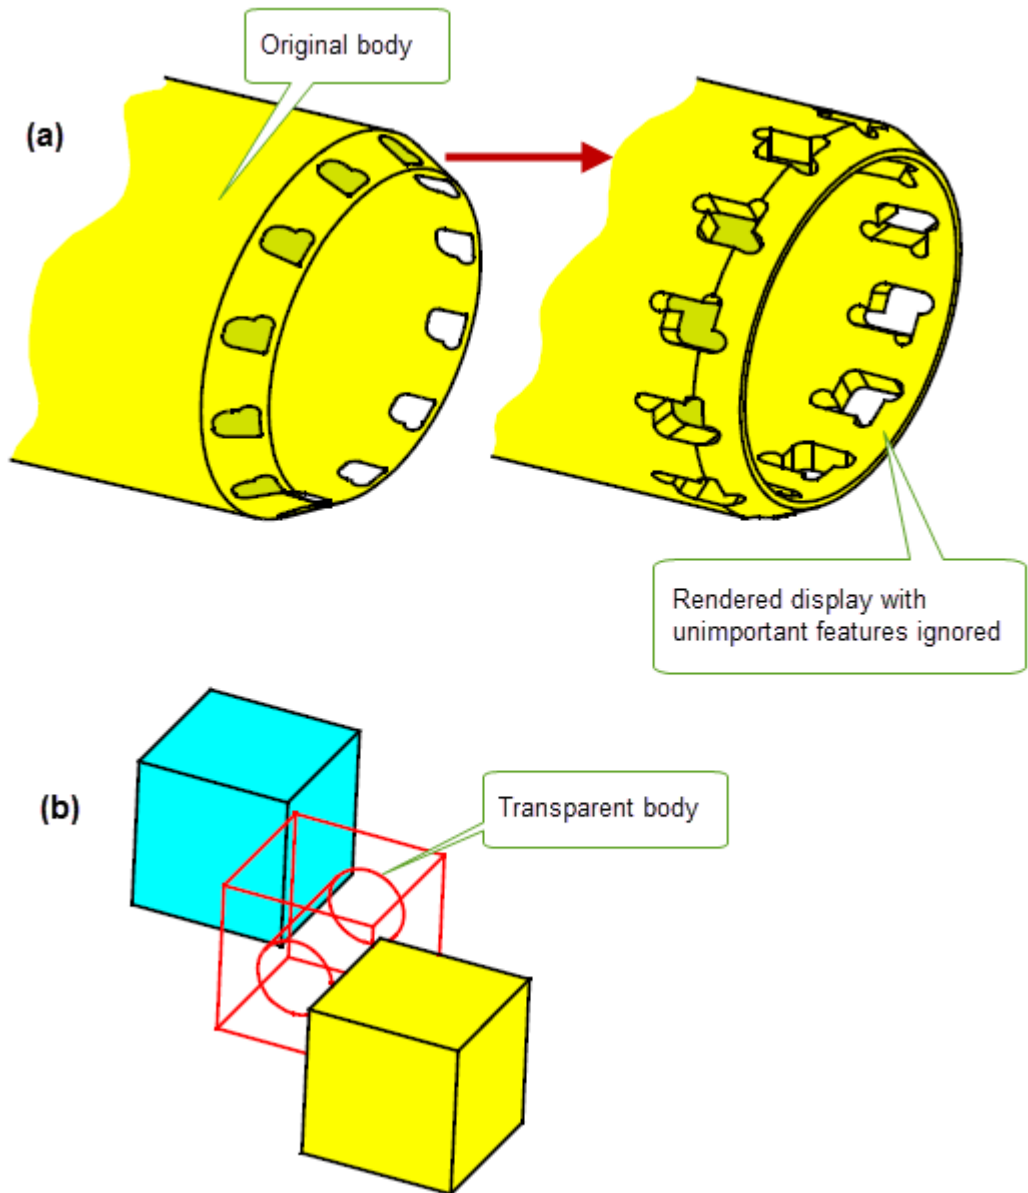 Original body
(a)
Rendered display with
unimportant features ignored
(b)
Transparent body